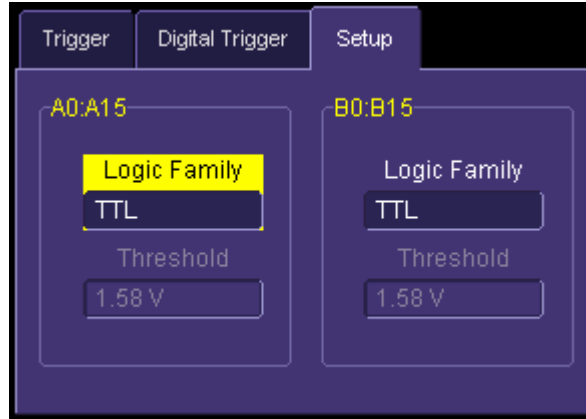 Trigger Digital Trigger Setup
A0:A15 B0:B15
Logic Family Logic Family
TTL TTL
Threshold Threshold
1.58 V 1.58 V